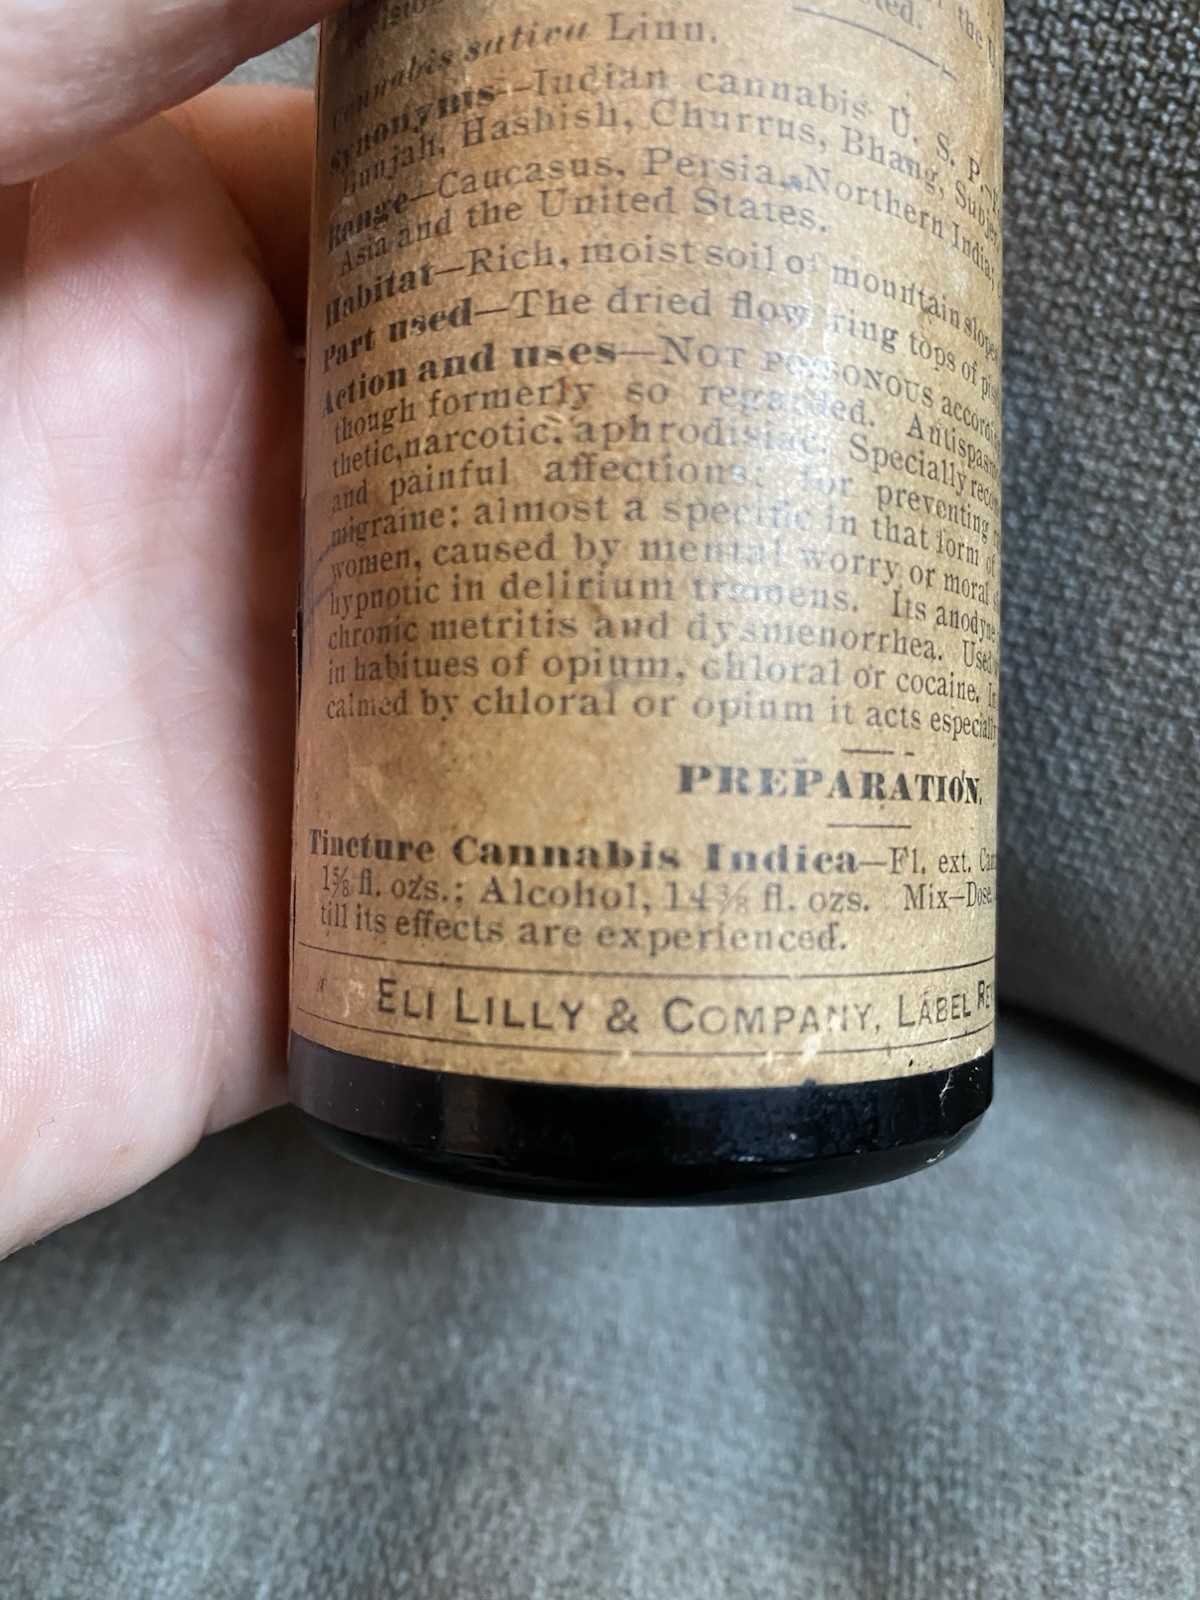 the
Cannabis sativa Linn.
Synonyms—Indian cannabis U. S. P.,
Gunjah, Hashish, Churrus, Bhang,
Range—Caucasus, Persia, Northern India,
Asia and the United States.
Habitat—Rich, moist soil of mountain slopes
Part used—The dried flowering tops of
Action and uses—NOT POISONOUS
though formerly so regarded.
thetic, narcotic, aphrodisiac. Specially
and painful affections; for preventing
migraine: almost a specific in that form of
women, caused by mental worry or moral
hypnotic in delirium tremens. Its anodyne
chronic metritis and dysmenorrhea. Used
in habitues of opium, chloral or cocaine. In
calmed by chloral or opium it acts
PREPARATION.
Tincture Cannabis Indica—Fl. ext.
1⅝ fl. ozs.; Alcohol, 14⅜ fl. ozs. Mix—Dose,
till its effects are experienced.
ELI LILLY & COMPANY, LABEL